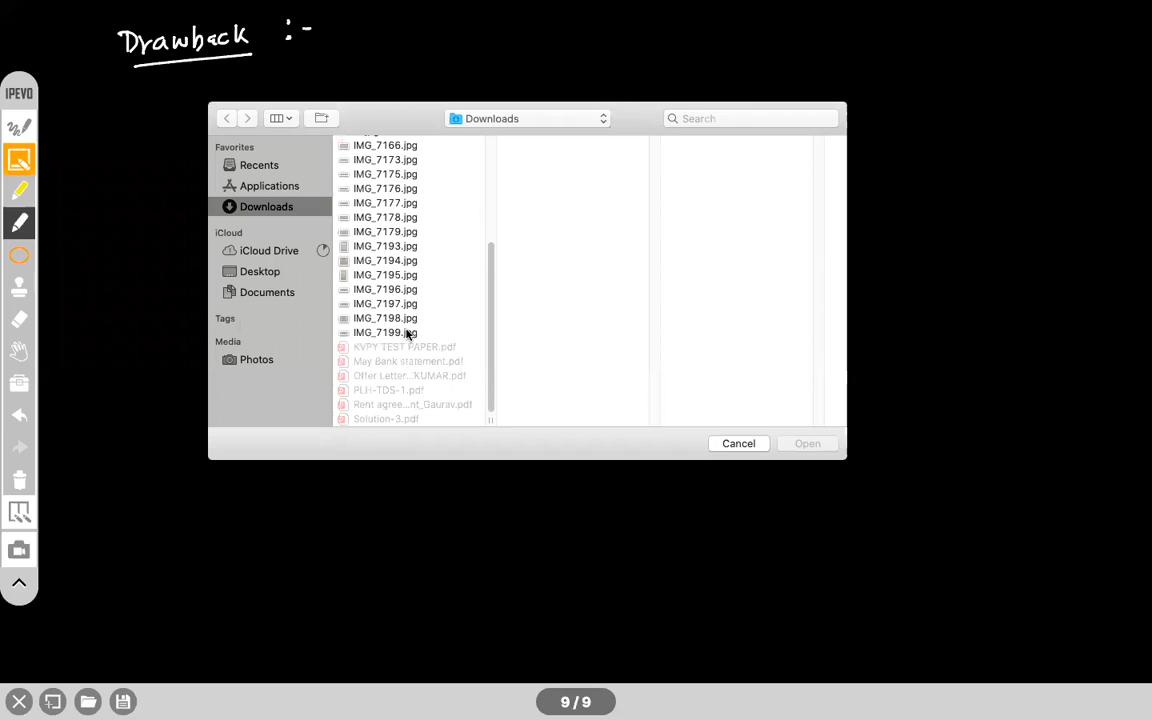 Drawback :-
IPEVO
Downloads
Search
Favorites
Recents
Applications
Downloads
iCloud
iCloud Drive
Desktop
Documents
Tags
Media
Photos
IMG_7166.jpg
IMG_7173.jpg
IMG_7175.jpg
IMG_7176.jpg
IMG_7177.jpg
IMG_7178.jpg
IMG_7179.jpg
IMG_7193.jpg
IMG_7194.jpg
IMG_7195.jpg
IMG_7196.jpg
IMG_7197.jpg
IMG_7198.jpg
IMG_7199.jpg
KVPY TEST PAPER.pdf
May Bank statement.pdf
Offer Letter...KUMAR.pdf
PLH-TDS-1.pdf
Rent agree...nt_Gaurav.pdf
Solution-3.pdf
Cancel
Open
9 / 9